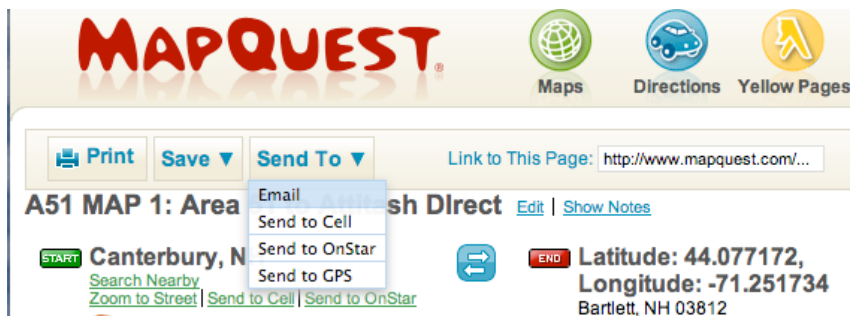 MAPQUEST®
Maps Directions Yellow Pages
Print Save ▼ Send To ▼ Link to This Page: http://www.mapquest.com/...
Email
Send to Cell
Send to OnStar
Send to GPS
A51 MAP 1: Area sh DIrect Edit | Show Notes
START Canterbury, N
Search Nearby
Zoom to Street | Send to Cell | Send to OnStar
END Latitude: 44.077172,
Longitude: -71.251734
Bartlett, NH 03812